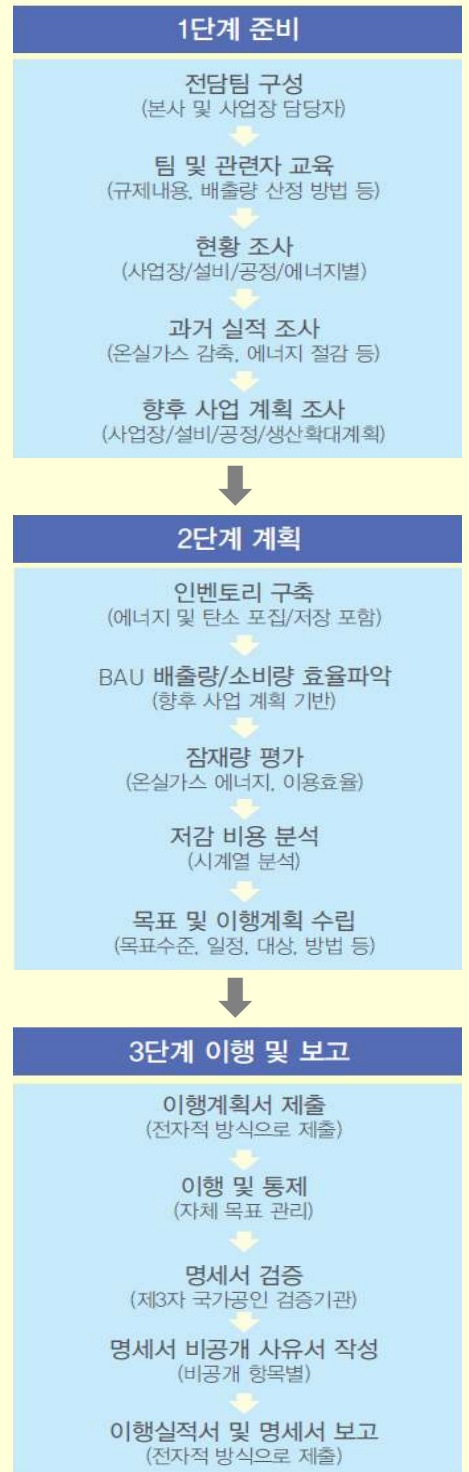 1단계 준비
전담팀 구성
(본사 및 사업장 담당자)
팀 및 관련자 교육
(규제내용, 배출량 산정 방법 등)
현황 조사
(사업장/설비/공정/에너지별)
과거 실적 조사
(온실가스 감축, 에너지 절감 등)
향후 사업 계획 조사
(사업장/설비/공정/생산확대계획)
2단계 계획
인벤토리 구축
(에너지 및 탄소 포집/저장 포함)
BAU 배출량/소비량 효율파악
(향후 사업 계획 기반)
잠재량 평가
(온실가스 에너지, 이용효율)
저감 비용 분석
(시계열 분석)
목표 및 이행계획 수립
(목표수준, 일정, 대상, 방법 등)
3단계 이행 및 보고
이행계획서 제출
(전자적 방식으로 제출)
이행 및 통제
(자체 목표 관리)
명세서 검증
(제3자 국가공인 검증기관)
명세서 비공개 사유서 작성
(비공개 항목별)
이행실적서 및 명세서 보고
(전자적 방식으로 제출)